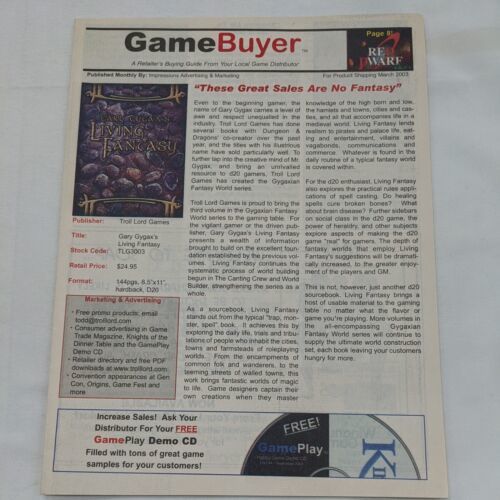 GameBuyer™
A Retailer's Buying Guide From Your Local Game Distributor
Page 8!
RED DWARF
Published Monthly By: Impressions Advertising & Marketing
For Product Shipping March 2003
GARY GYGAX'S
LIVING
FANTASY
Publisher: Troll Lord Games
Title: Gary Gygax's
Living Fantasy
Stock Code: TLG3003
Retail Price: $24.95
Format: 144pgs, 8.5"x11",
hardback, D20
Marketing & Advertising
• Free promo products: email
todd@trolllord.com
• Consumer advertising in Game
Trade Magazine, Knights of the
Dinner Table and the GamePlay
Demo CD
• Retailer directory and free PDF
downloads at www.trolllord.com
• Convention appearances at Gen
Con, Origins, Game Fest and
more
"These Great Sales Are No Fantasy"
Even to the beginning gamer, the
name of Gary Gygax carries a level of
awe and respect unequalled in the
industry. Troll Lord Games has done
several books with Dungeon &
Dragons' co-creator over the past
year, and the titles with his illustrious
name have sold particularly well. To
further tap into the creative mind of Mr.
Gygax, and bring an unrivalled
resource to d20 gamers, Troll Lord
Games has created the Gygaxian
Fantasy World series.
Troll Lord Games is proud to bring the
third volume in the Gygaxian Fantasy
World series to the gaming table. For
the vigilant gamer or the driven pub-
lisher, Gary Gygax's Living Fantasy
presents a wealth of information
brought to build on the excellent foun-
dation established by the previous vol-
umes. Living Fantasy continues the
systematic process of world building
begun in The Canting Crew and World
Builder, strengthening the series as a
whole.
As a sourcebook, Living Fantasy
stands out from the typical "trap, mon-
ster, spell" book. It achieves this by
exploring the daily life, trials and tribu-
lations of people who inhabit the cities,
towns and farmsteads of roleplaying
worlds. From the encampments of
common folk and wanderers, to the
teeming streets of walled towns, this
work brings fantastic worlds of magic
to life. Game designers captain their
own creations when they master
knowledge of the high born and low,
the hamlets and towns, cities and cas-
tles, and all that accompanies life in a
medieval world. Living Fantasy lends
realism to pirates and palace life, eat-
ing and entertainment, villains and
vagabonds, communications and
commerce. Whatever is found in the
daily routine of a typical fantasy world
is covered within.
For the d20 enthusiast, Living Fantasy
also explores the practical rules appli-
cations of spell casting. Do healing
spells cure broken bones? What
about brain disease? Further sidebars
on social class in the d20 game, the
power of heraldry, and other subjects
explore aspects of making the d20
game "real" for gamers. The depth of
fantasy worlds that employ Living
Fantasy's suggestions will be dramati-
cally increased, to the greater enjoy-
ment of the players and GM.
This is not, however, just another d20
sourcebook. Living Fantasy brings a
host of usable material to the gaming
table no matter what the flavor or
game you're playing. More volumes in
the all-encompassing Gygaxian
Fantasy World series will continue to
supply the ultimate world construction
set, each book leaving your customers
hungry for more.
Increase Sales! Ask Your
Distributor For Your FREE
GamePlay Demo CD
Filled with tons of great game
samples for your customers!
FREE!
GamePlay